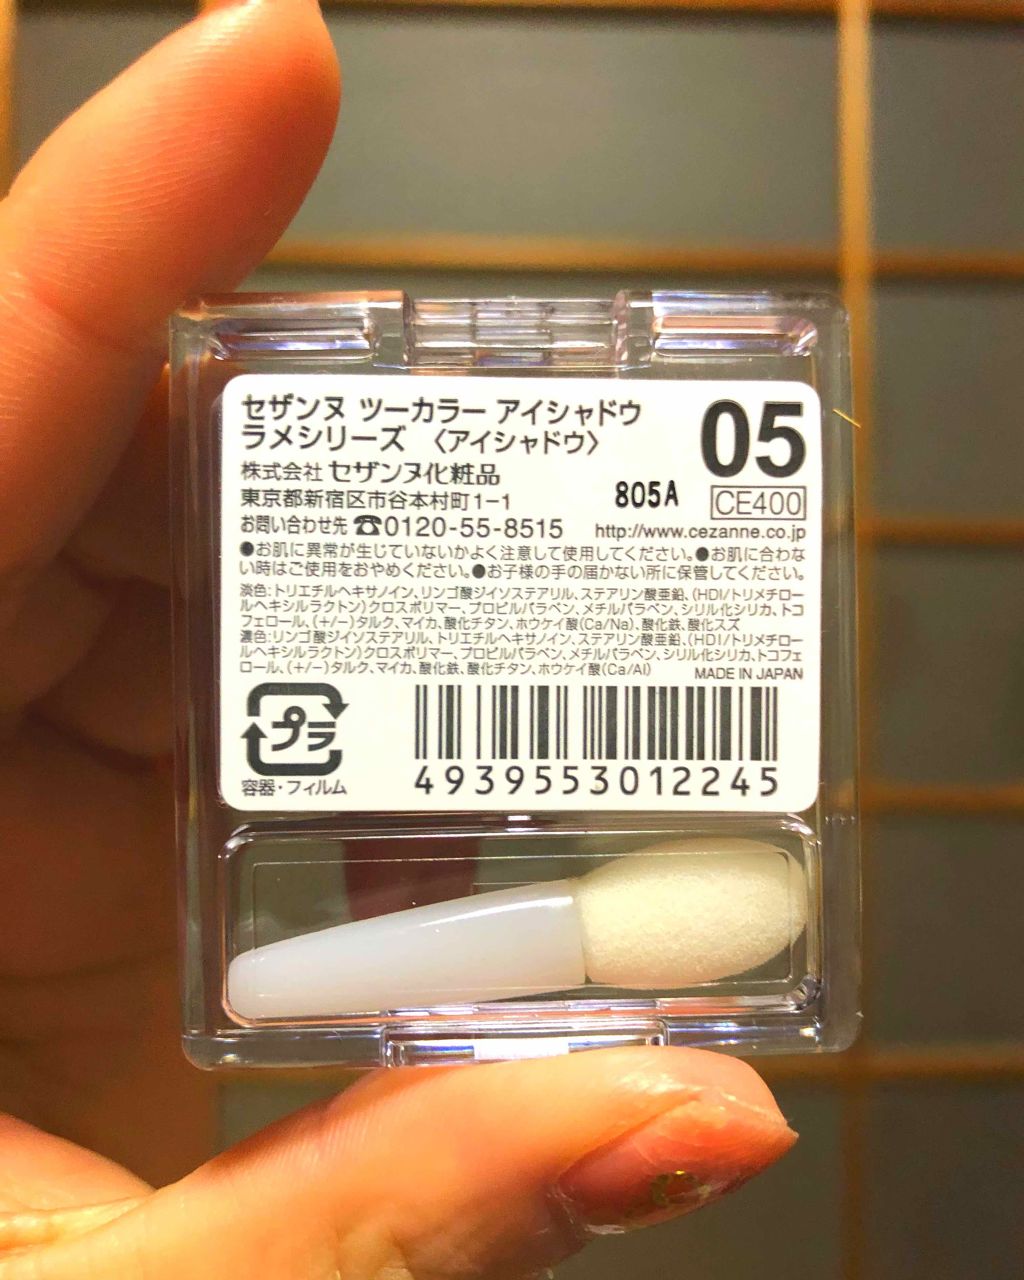 セザンヌ ツーカラー アイシャドウ
ラメシリーズ 〈アイシャドウ〉
05
株式会社 セザンヌ化粧品
東京都新宿区市谷本村町1-1
805A
CE400
お問い合わせ先 ☎0120-55-8515
http://www.cezanne.co.jp
●お肌に異常が生じていないかよく注意して使用してください。●お肌に合わな
い時はご使用をおやめください。●お子様の手の届かない所に保管してください。
淡色:トリエチルヘキサノイン、リンゴ酸ジイソステアリル、ステアリン酸亜鉛、(HDI/トリメチロー
ルヘキシルラクトン)クロスポリマー、プロピルパラベン、メチルパラベン、シリル化シリカ、トコ
フェロール、(+/-)タルク、マイカ、酸化チタン、ホウケイ酸(Ca/Na)、酸化鉄、酸化スズ
濃色:リンゴ酸ジイソステアリル、トリエチルヘキサノイン、ステアリン酸亜鉛、(HDI/トリメチロー
ルヘキシルラクトン)クロスポリマー、プロピルパラベン、メチルパラベン、シリル化シリカ、トコフェ
ロール、(+/-)タルク、マイカ、酸化鉄、酸化チタン、ホウケイ酸(Ca/Al)
MADE IN JAPAN
プラ
容器・フィルム
4939553012245